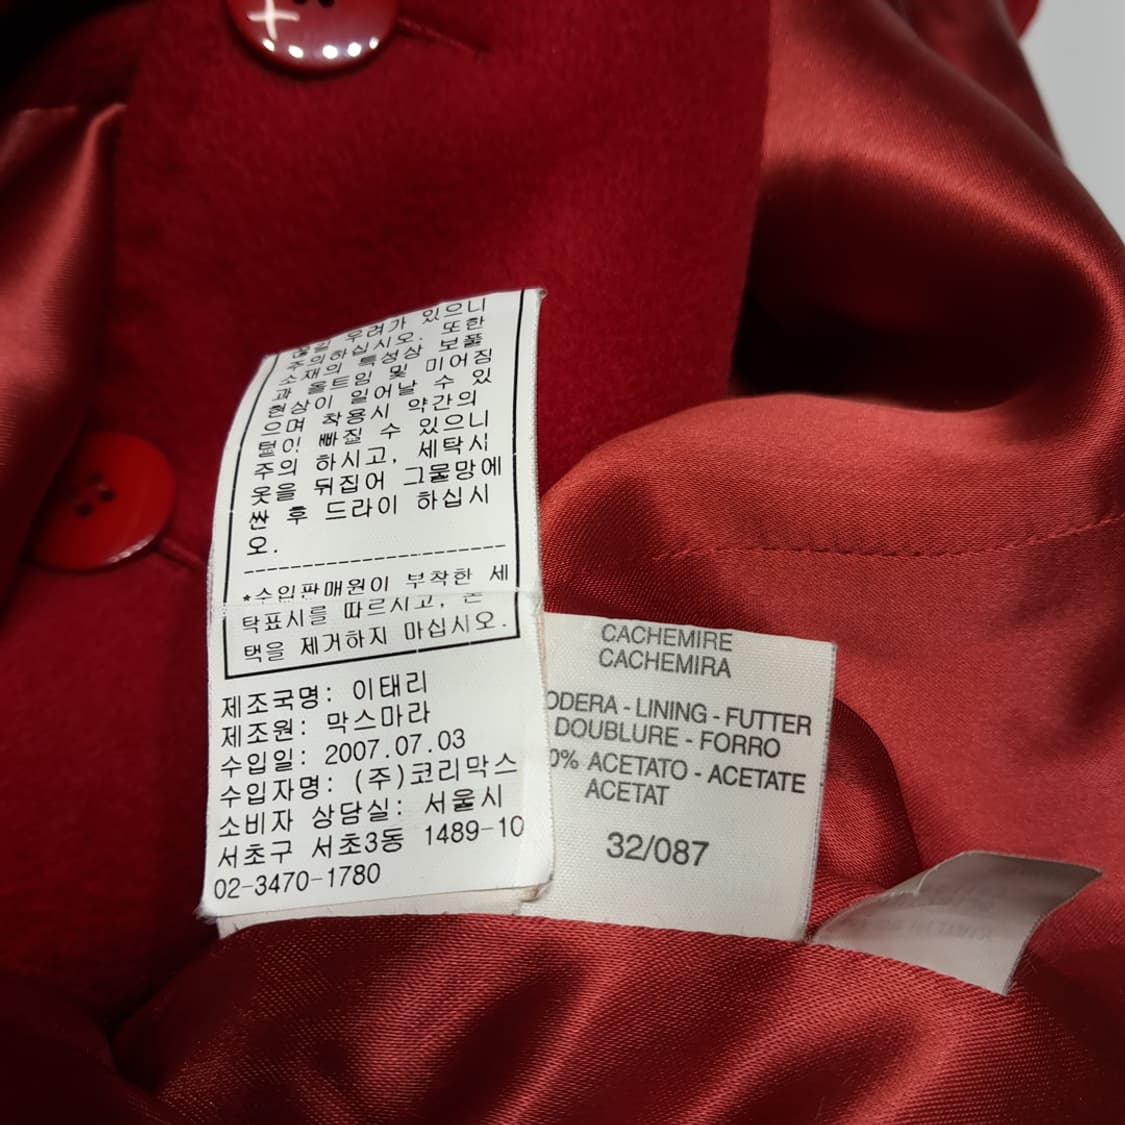 우려가 있으니
주의하십시오. 또한
소재의 특성상 보풀
과 올트임 및 미어짐
현상이 일어날 수 있
으며 착용시 약간의
털이 빠질 수 있으니
주의 하시고, 세탁시
옷을 뒤집어 그물망에
싼 후 드라이 하십시
오.
*수입판매원이 부착한 세
탁표시를 따르시고, 본
택을 제거하지 마십시오.
제조국명: 이태리
제조원: 막스마라
수입일: 2007.07.03
수입자명: (주)코리막스
소비자 상담실: 서울시
서초구 서초3동 1489-10
02-3470-1780
CACHEMIRE
CACHEMIRA
ODERA - LINING - FUTTER
DOUBLURE - FORRO
0% ACETATO - ACETATE
ACETAT
32/087